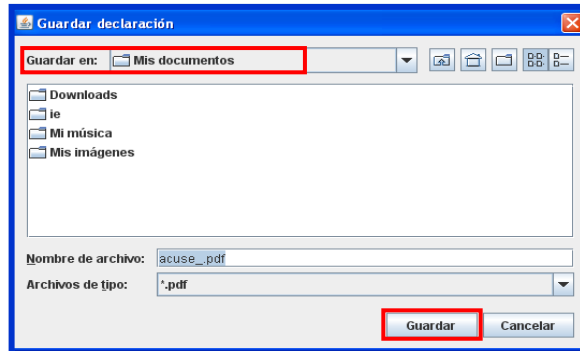 Guardar declaración
Guardar en: Mis documentos
Downloads
ie
Mi música
Mis imágenes
Nombre de archivo: acuse_.pdf
Archivos de tipo: *.pdf
Guardar Cancelar